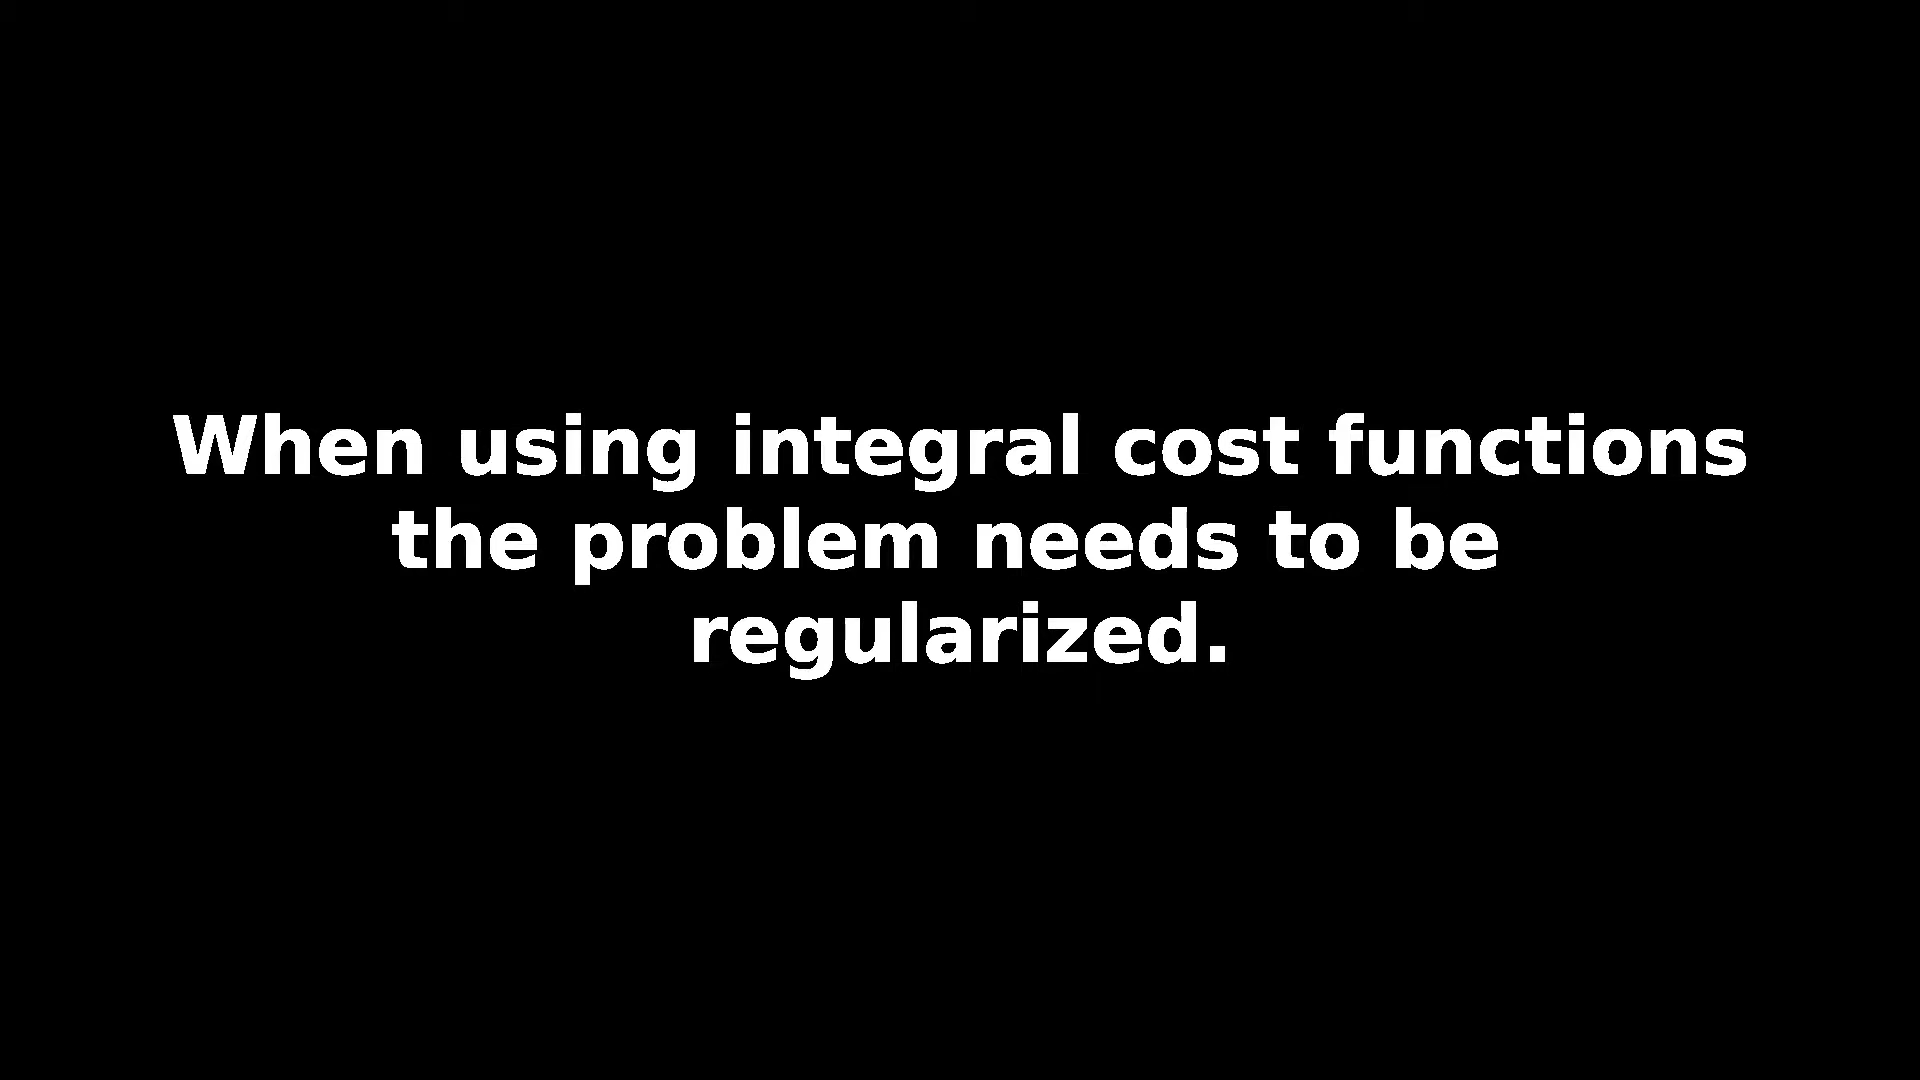 When using integral cost functions
the problem needs to be
regularized.